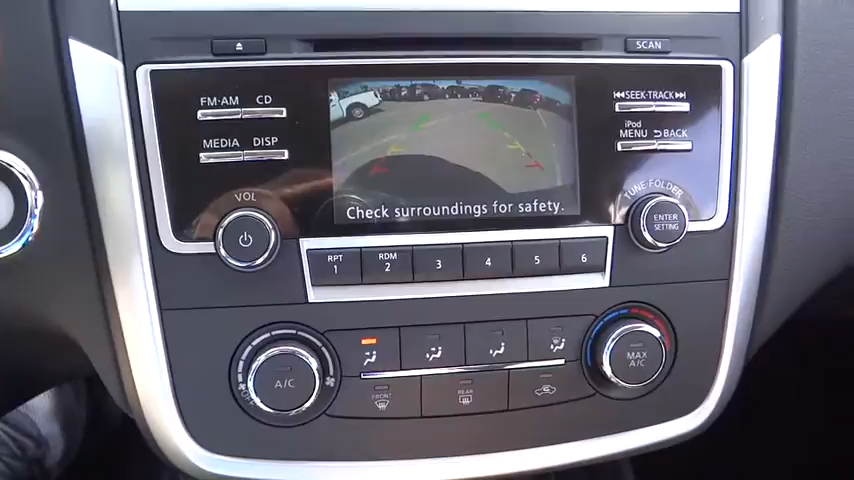 SCAN
FM·AM CD
MEDIA DISP
VOL
SEEK·TRACK
iPod
MENU BACK
TUNE·FOLDER
ENTER
SETTING
Check surroundings for safety.
RPT
1
RDM
2
3
4
5
6
A/C
OFF
MAX
A/C
FRONT
REAR